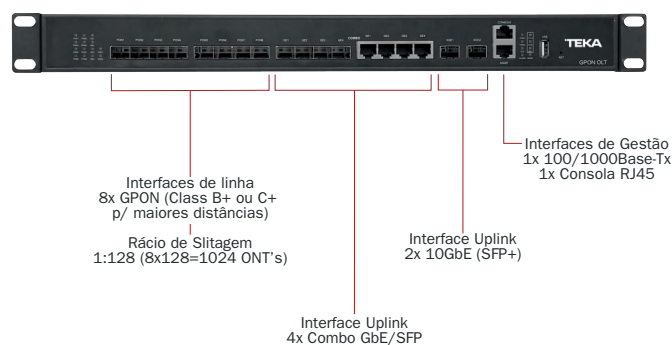 COMBO
CONSOLE
TEKA
GPON OLT
Interfaces de Gestão
1x 100/1000Base-Tx
1x Consola RJ45
Interfaces de linha
8x GPON (Class B+ ou C+
p/ maiores distâncias)
Rácio de Slitagem
1:128 (8x128=1024 ONT's)
Interface Uplink
2x 10GbE (SFP+)
Interface Uplink
4x Combo GbE/SFP